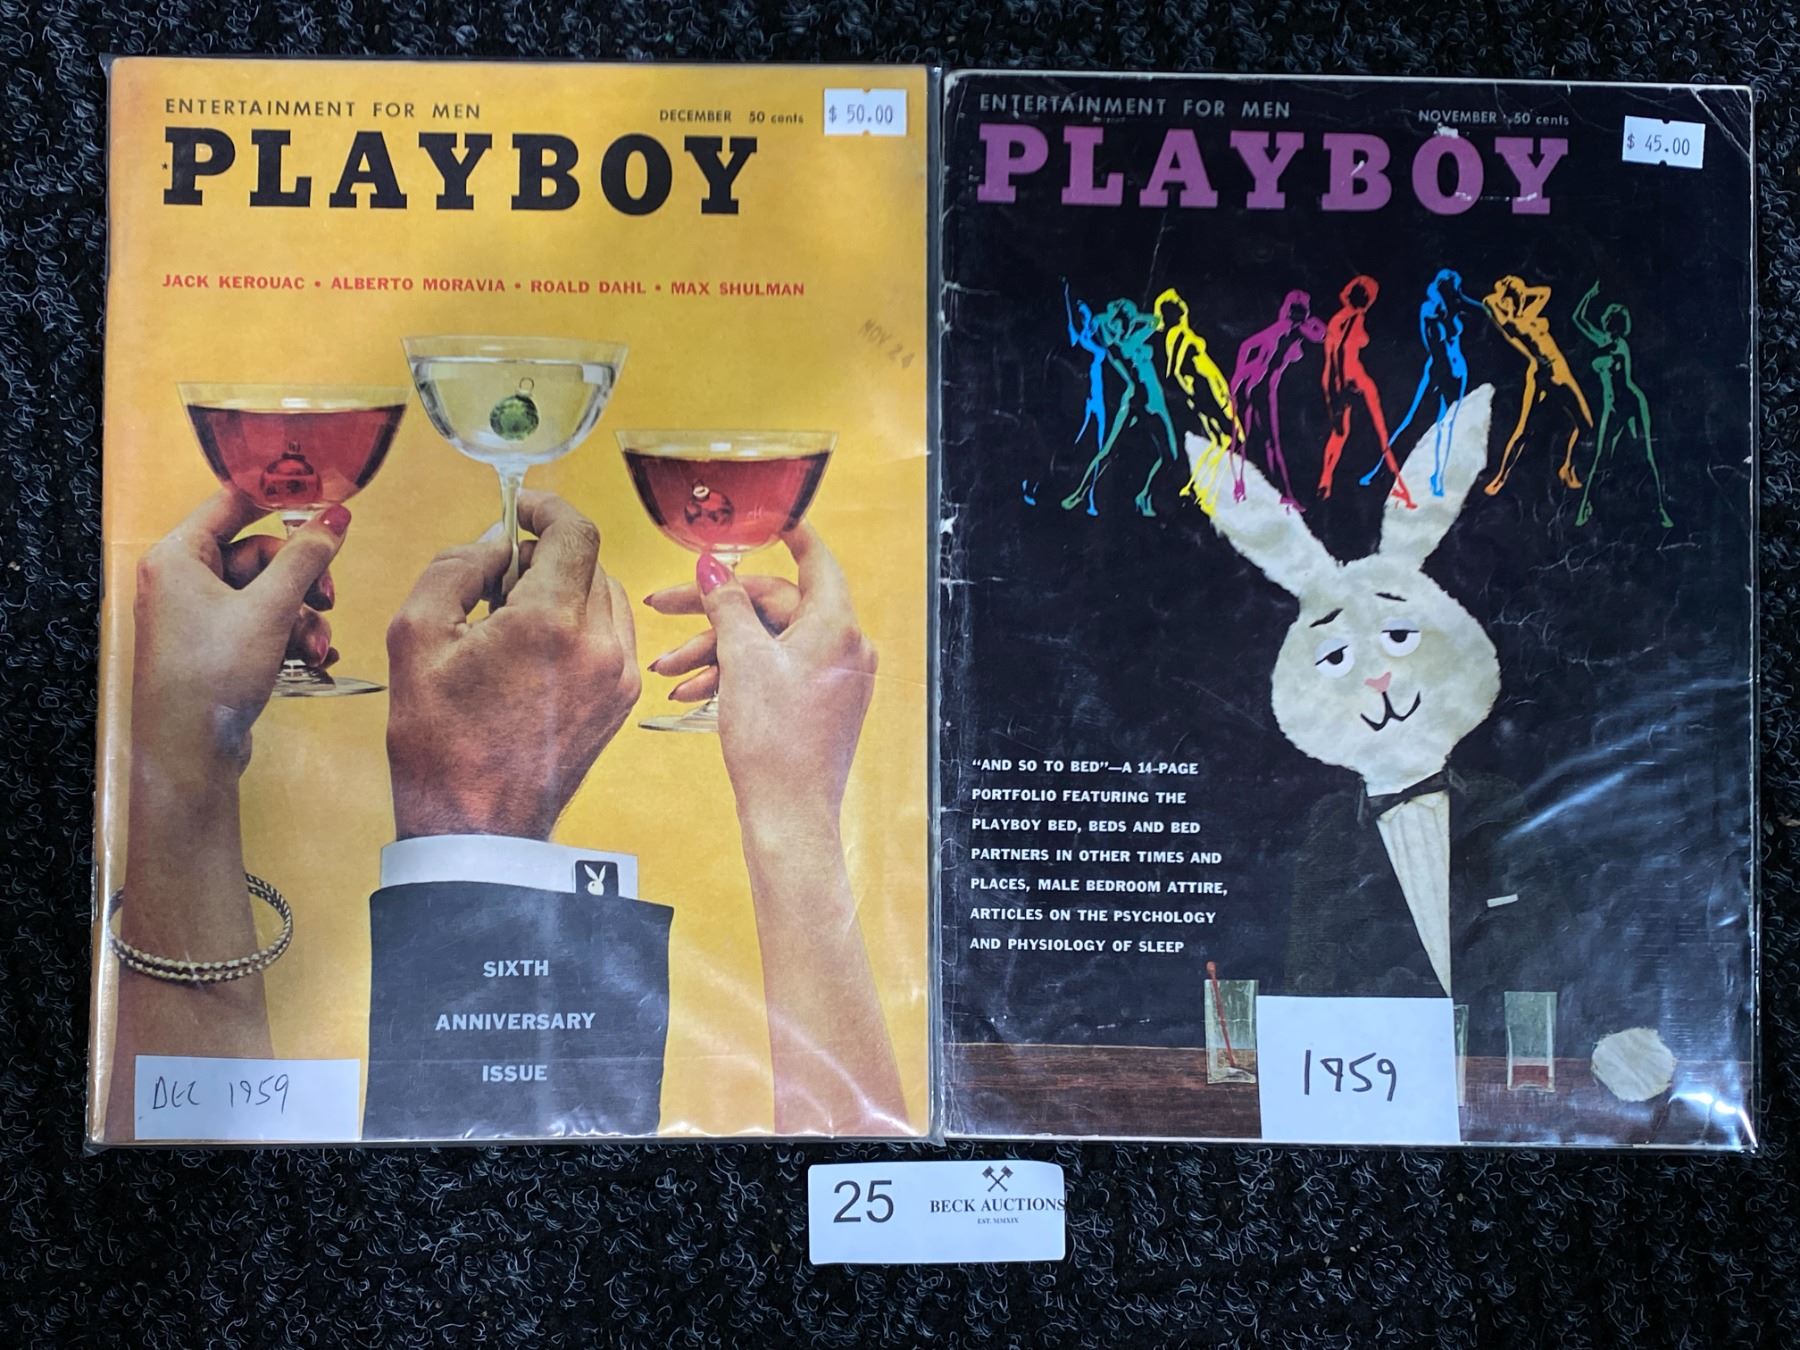 ENTERTAINMENT FOR MEN
DECEMBER 50 cents
$ 50.00
PLAYBOY
JACK KEROUAC • ALBERTO MORAVIA • ROALD DAHL • MAX SHULMAN
NOV 24
SIXTH
ANNIVERSARY
ISSUE
DEC 1959
ENTERTAINMENT FOR MEN
NOVEMBER 50 cents
$ 45.00
PLAYBOY
"AND SO TO BED"—A 14-PAGE
PORTFOLIO FEATURING THE
PLAYBOY BED, BEDS AND BED
PARTNERS IN OTHER TIMES AND
PLACES, MALE BEDROOM ATTIRE,
ARTICLES ON THE PSYCHOLOGY
AND PHYSIOLOGY OF SLEEP
1959
25
BECK AUCTIONS
EST. MMXIX